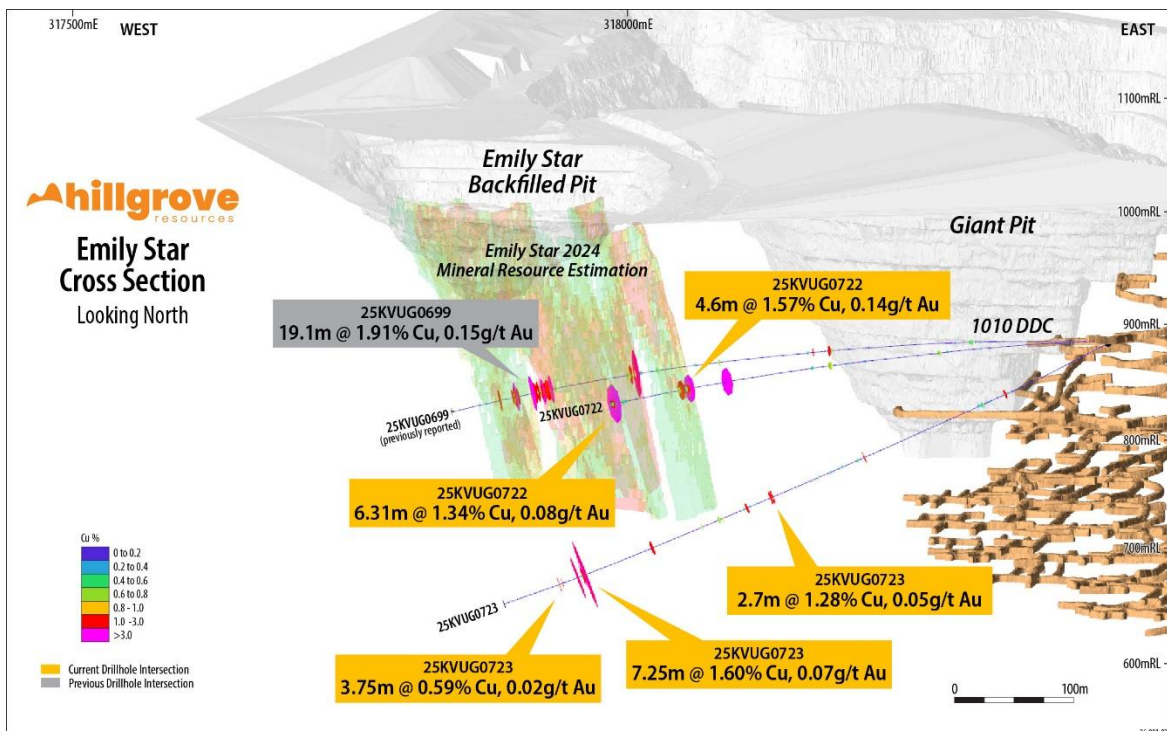 317500mE
WEST
318000mE
EAST
1100mRL
hillgrove
resources
Emily Star
Cross Section
Looking North
Emily Star
Backfilled Pit
1000mRL
Giant Pit
Emily Star 2024
Mineral Resource Estimation
25KVUG0722
4.6m @ 1.57% Cu, 0.14g/t Au
25KVUG0699
19.1m @ 1.91% Cu, 0.15g/t Au
900mRL
1010 DDC
25KVUG0699
(previously reported)
25KVUG0722
800mRL
25KVUG0722
6.31m @ 1.34% Cu, 0.08g/t Au
Cu %
0 to 0.2
0.2 to 0.4
0.4 to 0.6
0.6 to 0.8
0.8 - 1.0
1.0 -3.0
>3.0
700mRL
25KVUG0723
2.7m @ 1.28% Cu, 0.05g/t Au
25KVUG0723
25KVUG0723
7.25m @ 1.60% Cu, 0.07g/t Au
25KVUG0723
3.75m @ 0.59% Cu, 0.02g/t Au
Current Drillhole Intersection
Previous Drillhole Intersection
600mRL
0
100m